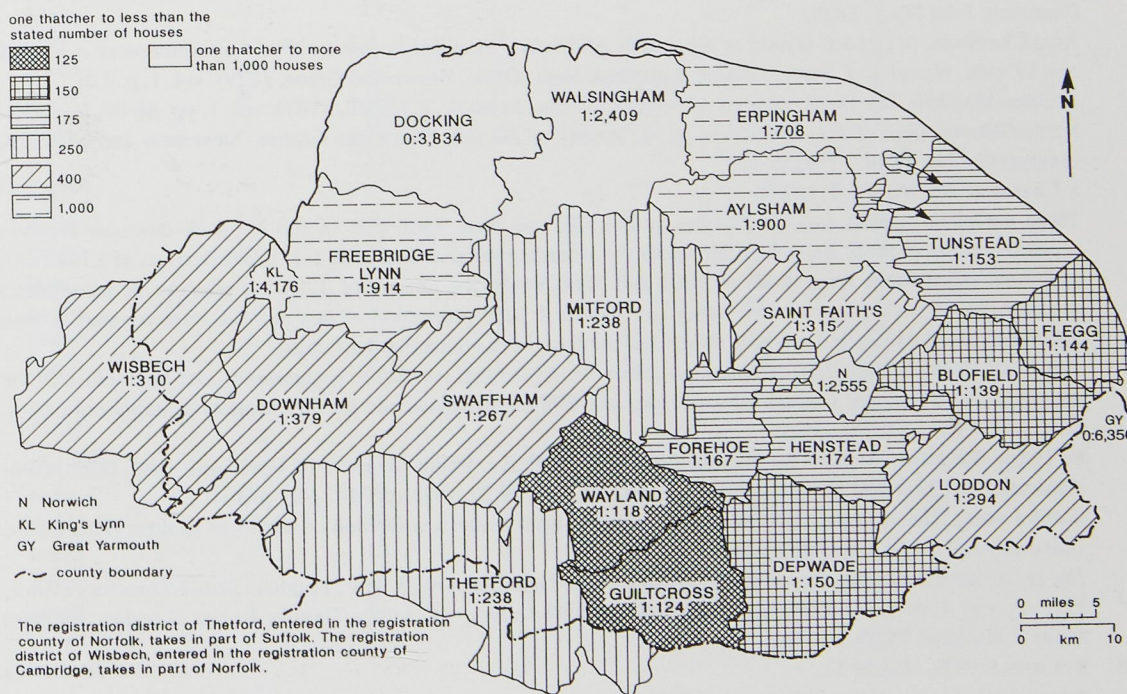 one thatcher to less than the
stated number of houses
125
150
175
250
400
1,000
one thatcher to more
than 1,000 houses
DOCKING
0:3,834
WALSINGHAM
1:2,409
ERPINGHAM
1:708
N
AYLSHAM
1:900
TUNSTEAD
1:153
FREEBRIDGE
LYNN
1:914
KL
1:4,176
MITFORD
1:238
SAINT FAITH'S
1:315
FLEGG
1:144
WISBECH
1:310
DOWNHAM
1:379
SWAFFHAM
1:267
N
1:2,555
BLOFIELD
1:139
GY
0:6,356
FOREHOE
1:167
HENSTEAD
1:174
LODDON
1:294
WAYLAND
1:118
THETFORD
1:238
GUILTCROSS
1:124
DEPWADE
1:150
N Norwich
KL King's Lynn
GY Great Yarmouth
county boundary
The registration district of Thetford, entered in the registration
county of Norfolk, takes in part of Suffolk. The registration
district of Wisbech, entered in the registration county of
Cambridge, takes in part of Norfolk.
0 miles 5
0 km 10